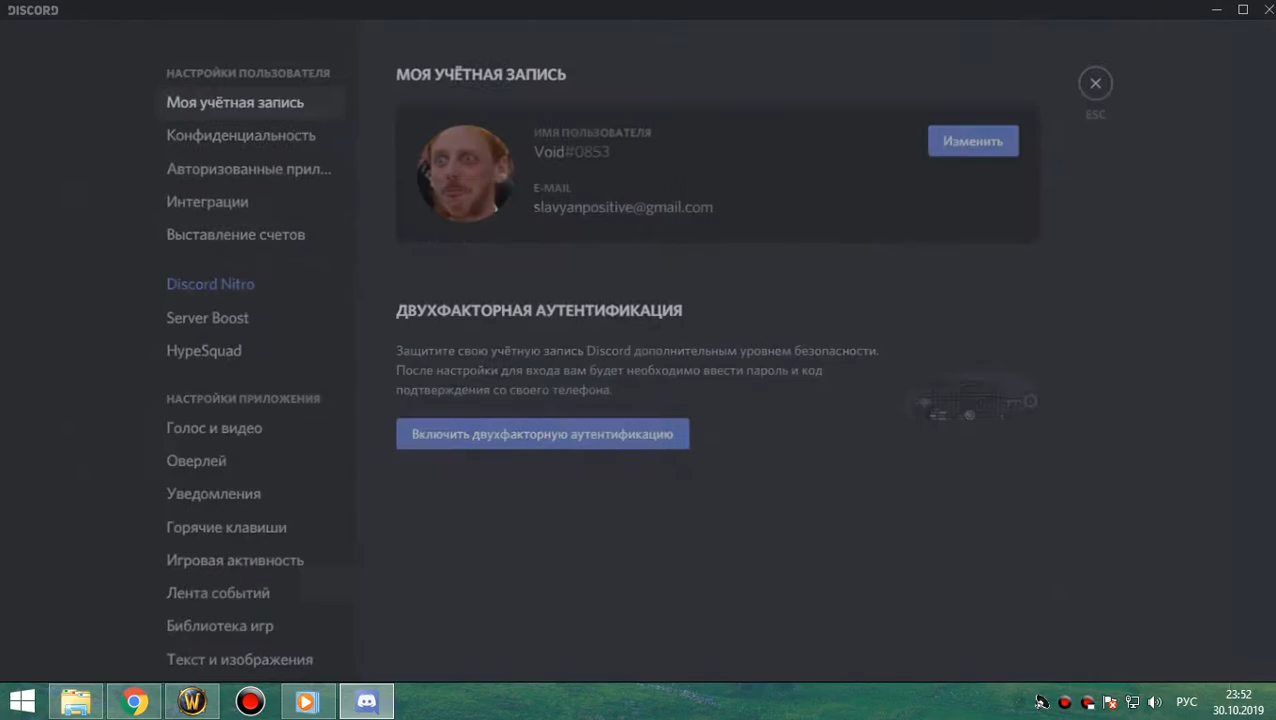 DISCORD
НАСТРОЙКИ ПОЛЬЗОВАТЕЛЯ
Моя учётная запись
Конфиденциальность
Авторизованные прил...
Интеграции
Выставление счетов
Discord Nitro
Server Boost
HypeSquad
НАСТРОЙКИ ПРИЛОЖЕНИЯ
Голос и видео
Оверлей
Уведомления
Горячие клавиши
Игровая активность
Лента событий
Библиотека игр
Текст и изображения
МОЯ УЧЁТНАЯ ЗАПИСЬ
ИМЯ ПОЛЬЗОВАТЕЛЯ
Void#0853
E-MAIL
slavyanpositive@gmail.com
Изменить
ESC
ДВУХФАКТОРНАЯ АУТЕНТИФИКАЦИЯ
Защитите свою учётную запись Discord дополнительным уровнем безопасности.
После настройки для входа вам будет необходимо ввести пароль и код
подтверждения со своего телефона.
Включить двухфакторную аутентификацию
РУС
23:52
30.10.2019